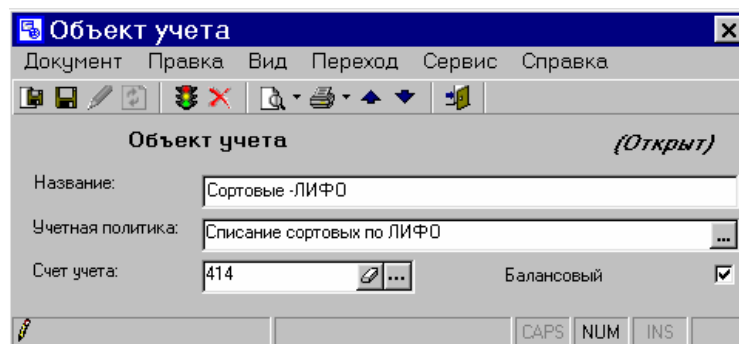 Объект учета
Документ Правка Вид Переход Сервис Справка
Объект учета (Открыт)
Название: Сортовые -ЛИФО
Учетная политика: Списание сортовых по ЛИФО ...
Счет учета: 414 ... Балансовый
CAPS NUM INS